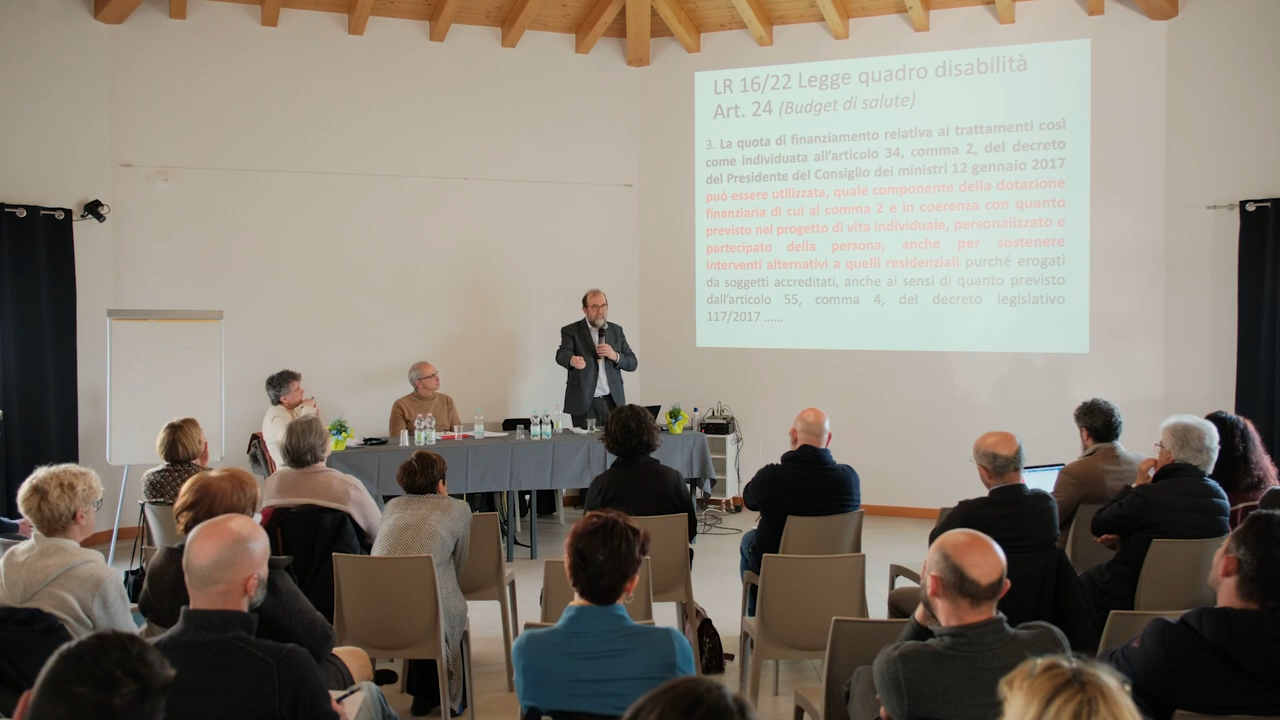 LR 16/22 Legge quadro disabilità
Art. 24 (Budget di salute)
3. La quota di finanziamento relativa ai trattamenti così
come individuata all'articolo 34, comma 2, del decreto
del Presidente del Consiglio dei ministri 12 gennaio 2017
può essere utilizzata, quale componente della dotazione
finanziaria di cui al comma 2 e in coerenza con quanto
previsto nel progetto di vita individuale, personalizzato e
partecipato della persona, anche per sostenere
interventi alternativi a quelli residenziali purché erogati
da soggetti accreditati, anche ai sensi di quanto previsto
dall'articolo 55, comma 4, del decreto legislativo
117/2017 ......